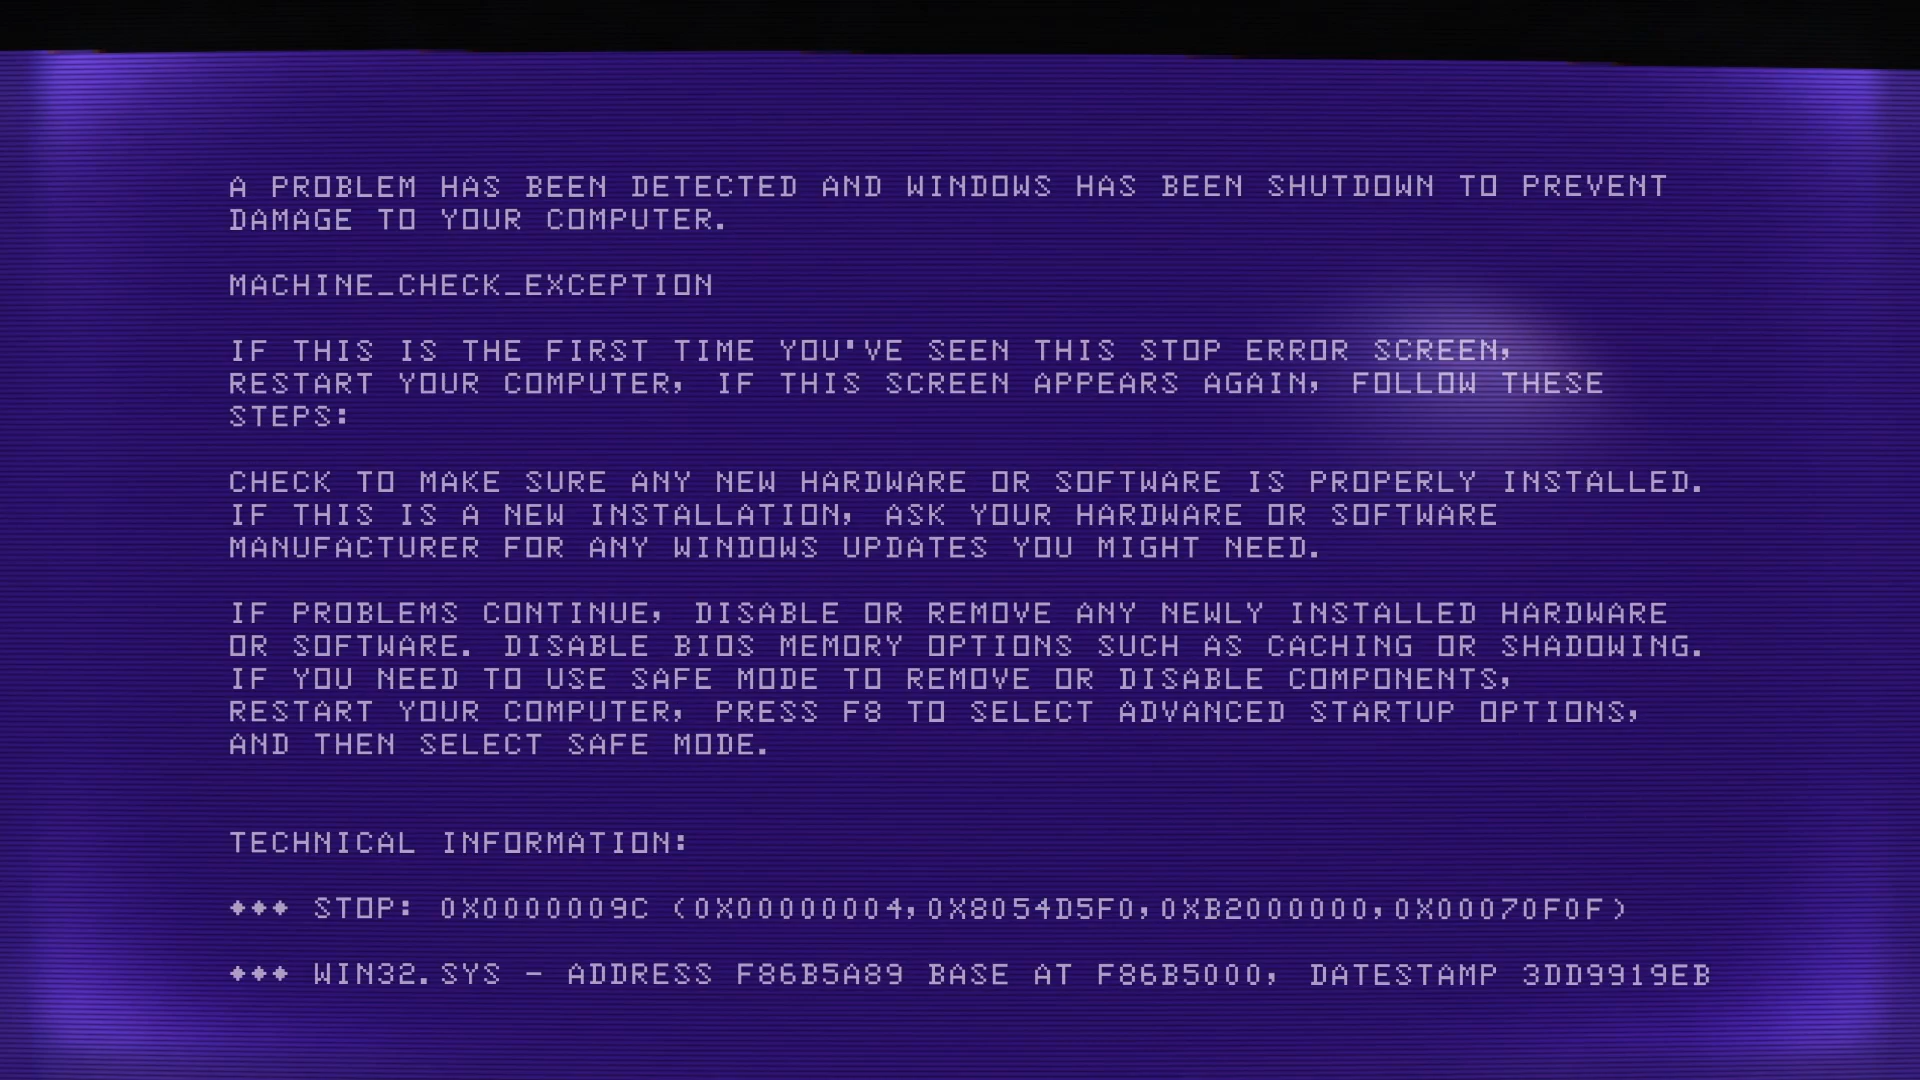 A PROBLEM HAS BEEN DETECTED AND WINDOWS HAS BEEN SHUTDOWN TO PREVENT
DAMAGE TO YOUR COMPUTER.
MACHINE_CHECK_EXCEPTION
IF THIS IS THE FIRST TIME YOU'VE SEEN THIS STOP ERROR SCREEN,
RESTART YOUR COMPUTER, IF THIS SCREEN APPEARS AGAIN, FOLLOW THESE
STEPS:
CHECK TO MAKE SURE ANY NEW HARDWARE OR SOFTWARE IS PROPERLY INSTALLED.
IF THIS IS A NEW INSTALLATION, ASK YOUR HARDWARE OR SOFTWARE
MANUFACTURER FOR ANY WINDOWS UPDATES YOU MIGHT NEED.
IF PROBLEMS CONTINUE, DISABLE OR REMOVE ANY NEWLY INSTALLED HARDWARE
OR SOFTWARE. DISABLE BIOS MEMORY OPTIONS SUCH AS CACHING OR SHADOWING.
IF YOU NEED TO USE SAFE MODE TO REMOVE OR DISABLE COMPONENTS,
RESTART YOUR COMPUTER, PRESS F8 TO SELECT ADVANCED STARTUP OPTIONS,
AND THEN SELECT SAFE MODE.
TECHNICAL INFORMATION:
*** STOP: 0X0000009C (0X00000004,0X8054D5F0,0XB2000000,0X00070F0F)
*** WIN32.SYS - ADDRESS F86B5A89 BASE AT F86B5000, DATESTAMP 3DD9919EB